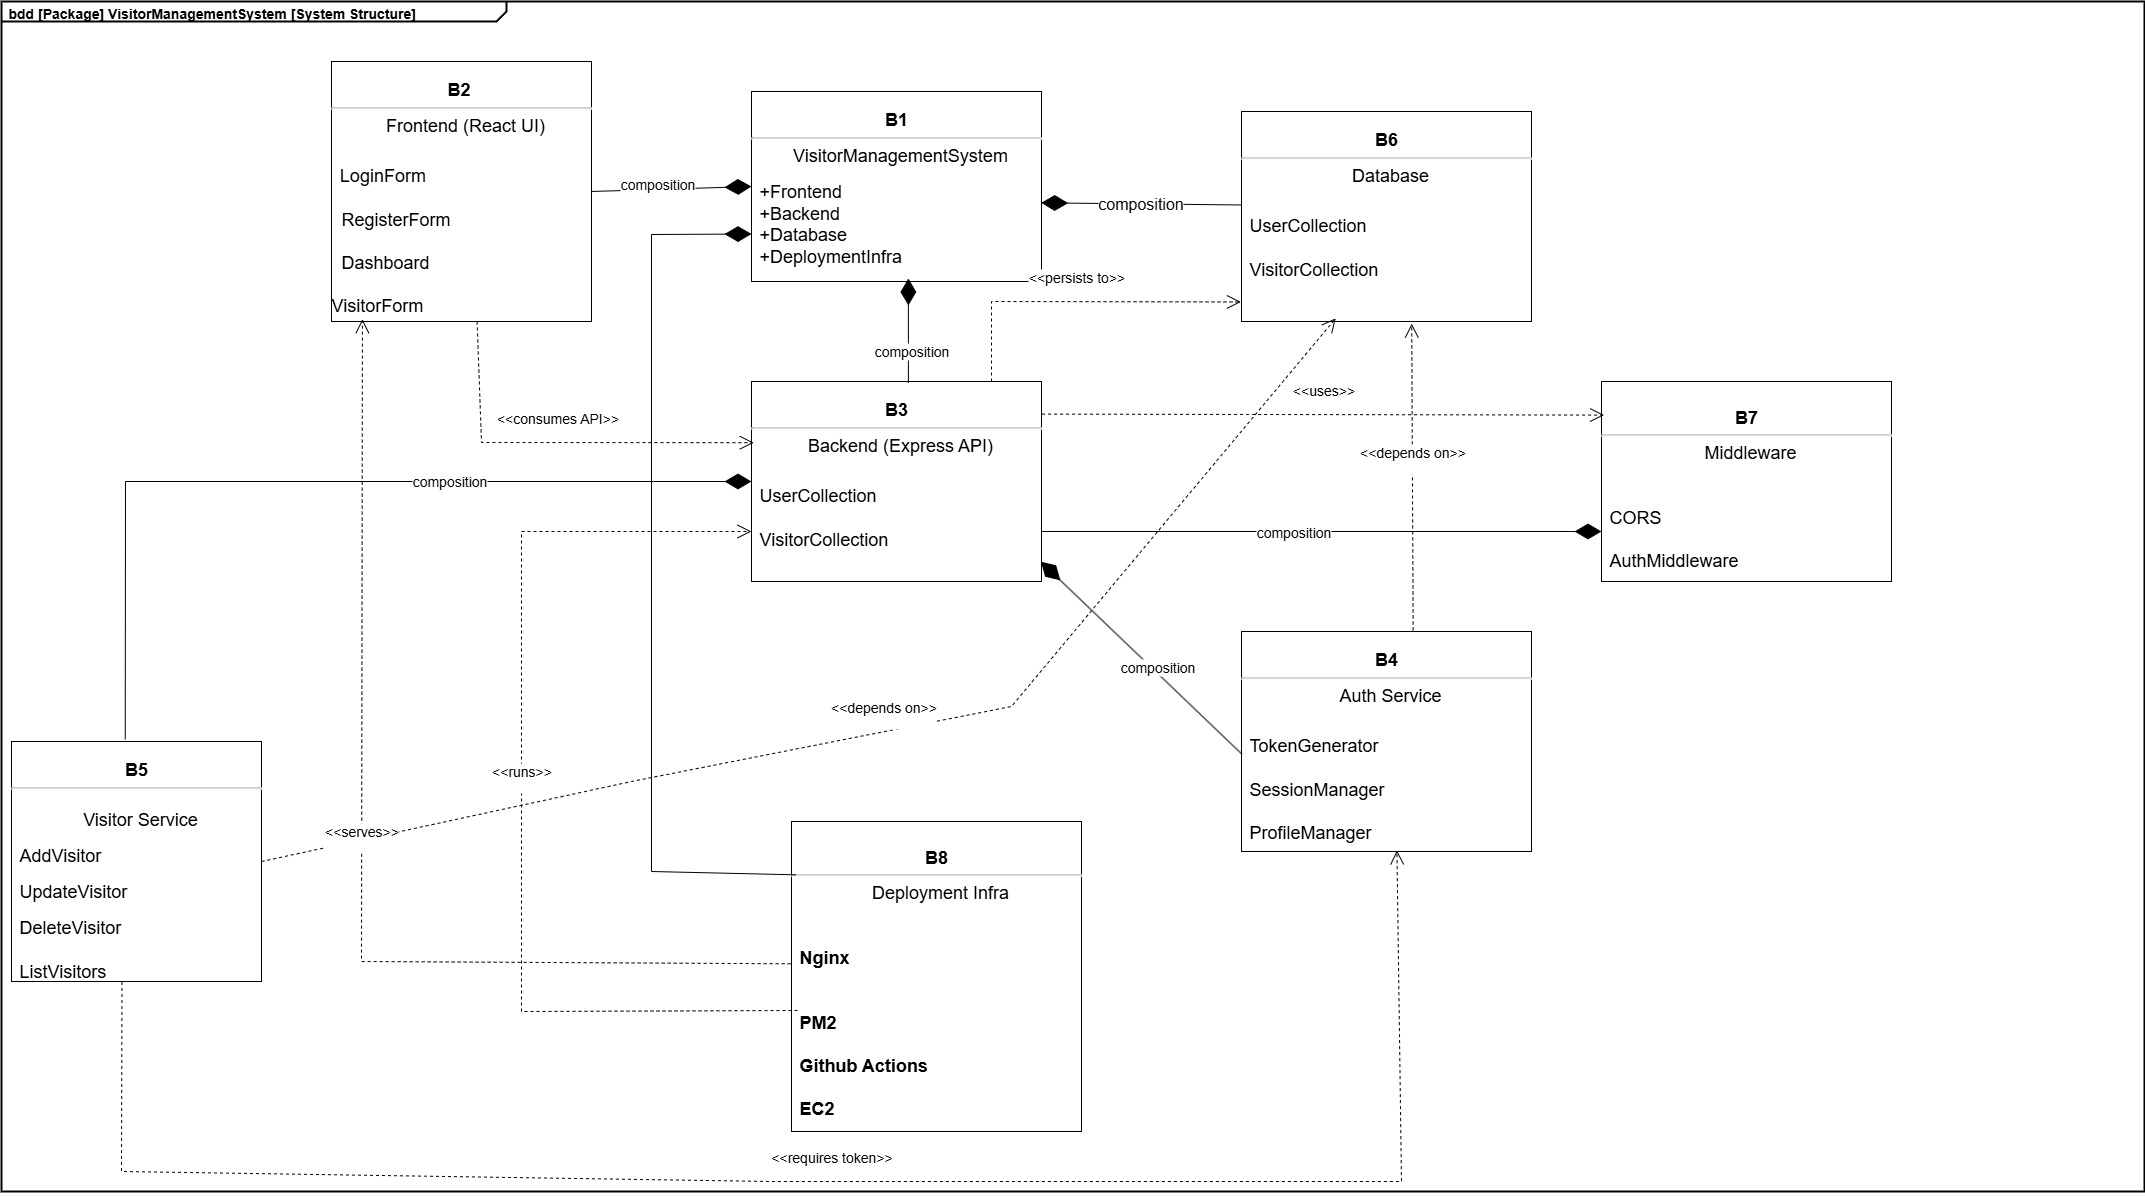 bdd [Package] VisitorManagementSystem [System Structure]
B2
Frontend (React UI)
LoginForm
RegisterForm
Dashboard
VisitorForm
composition
B1
VisitorManagementSystem
+Frontend
+Backend
+Database
+DeploymentInfra
composition
B6
Database
UserCollection
VisitorCollection
<<persists to>>
composition
<<consumes API>>
B3
Backend (Express API)
UserCollection
VisitorCollection
<<uses>>
<<depends on>>
B7
Middleware
CORS
AuthMiddleware
composition
composition
composition
B4
Auth Service
TokenGenerator
SessionManager
ProfileManager
<<depends on>>
<<runs>>
<<serves>>
B5
Visitor Service
AddVisitor
UpdateVisitor
DeleteVisitor
ListVisitors
B8
Deployment Infra
Nginx
PM2
Github Actions
EC2
<<requires token>>